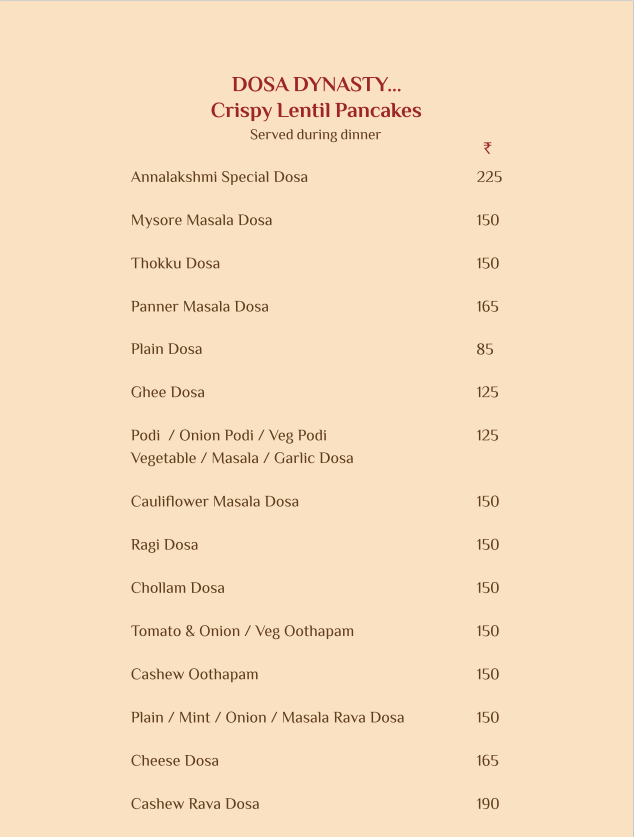 DOSA DYNASTY...
Crispy Lentil Pancakes
Served during dinner
₹
Annalakshmi Special Dosa 225
Mysore Masala Dosa 150
Thokku Dosa 150
Panner Masala Dosa 165
Plain Dosa 85
Ghee Dosa 125
Podi / Onion Podi / Veg Podi 125
Vegetable / Masala / Garlic Dosa
Cauliflower Masala Dosa 150
Ragi Dosa 150
Chollam Dosa 150
Tomato & Onion / Veg Oothapam 150
Cashew Oothapam 150
Plain / Mint / Onion / Masala Rava Dosa 150
Cheese Dosa 165
Cashew Rava Dosa 190